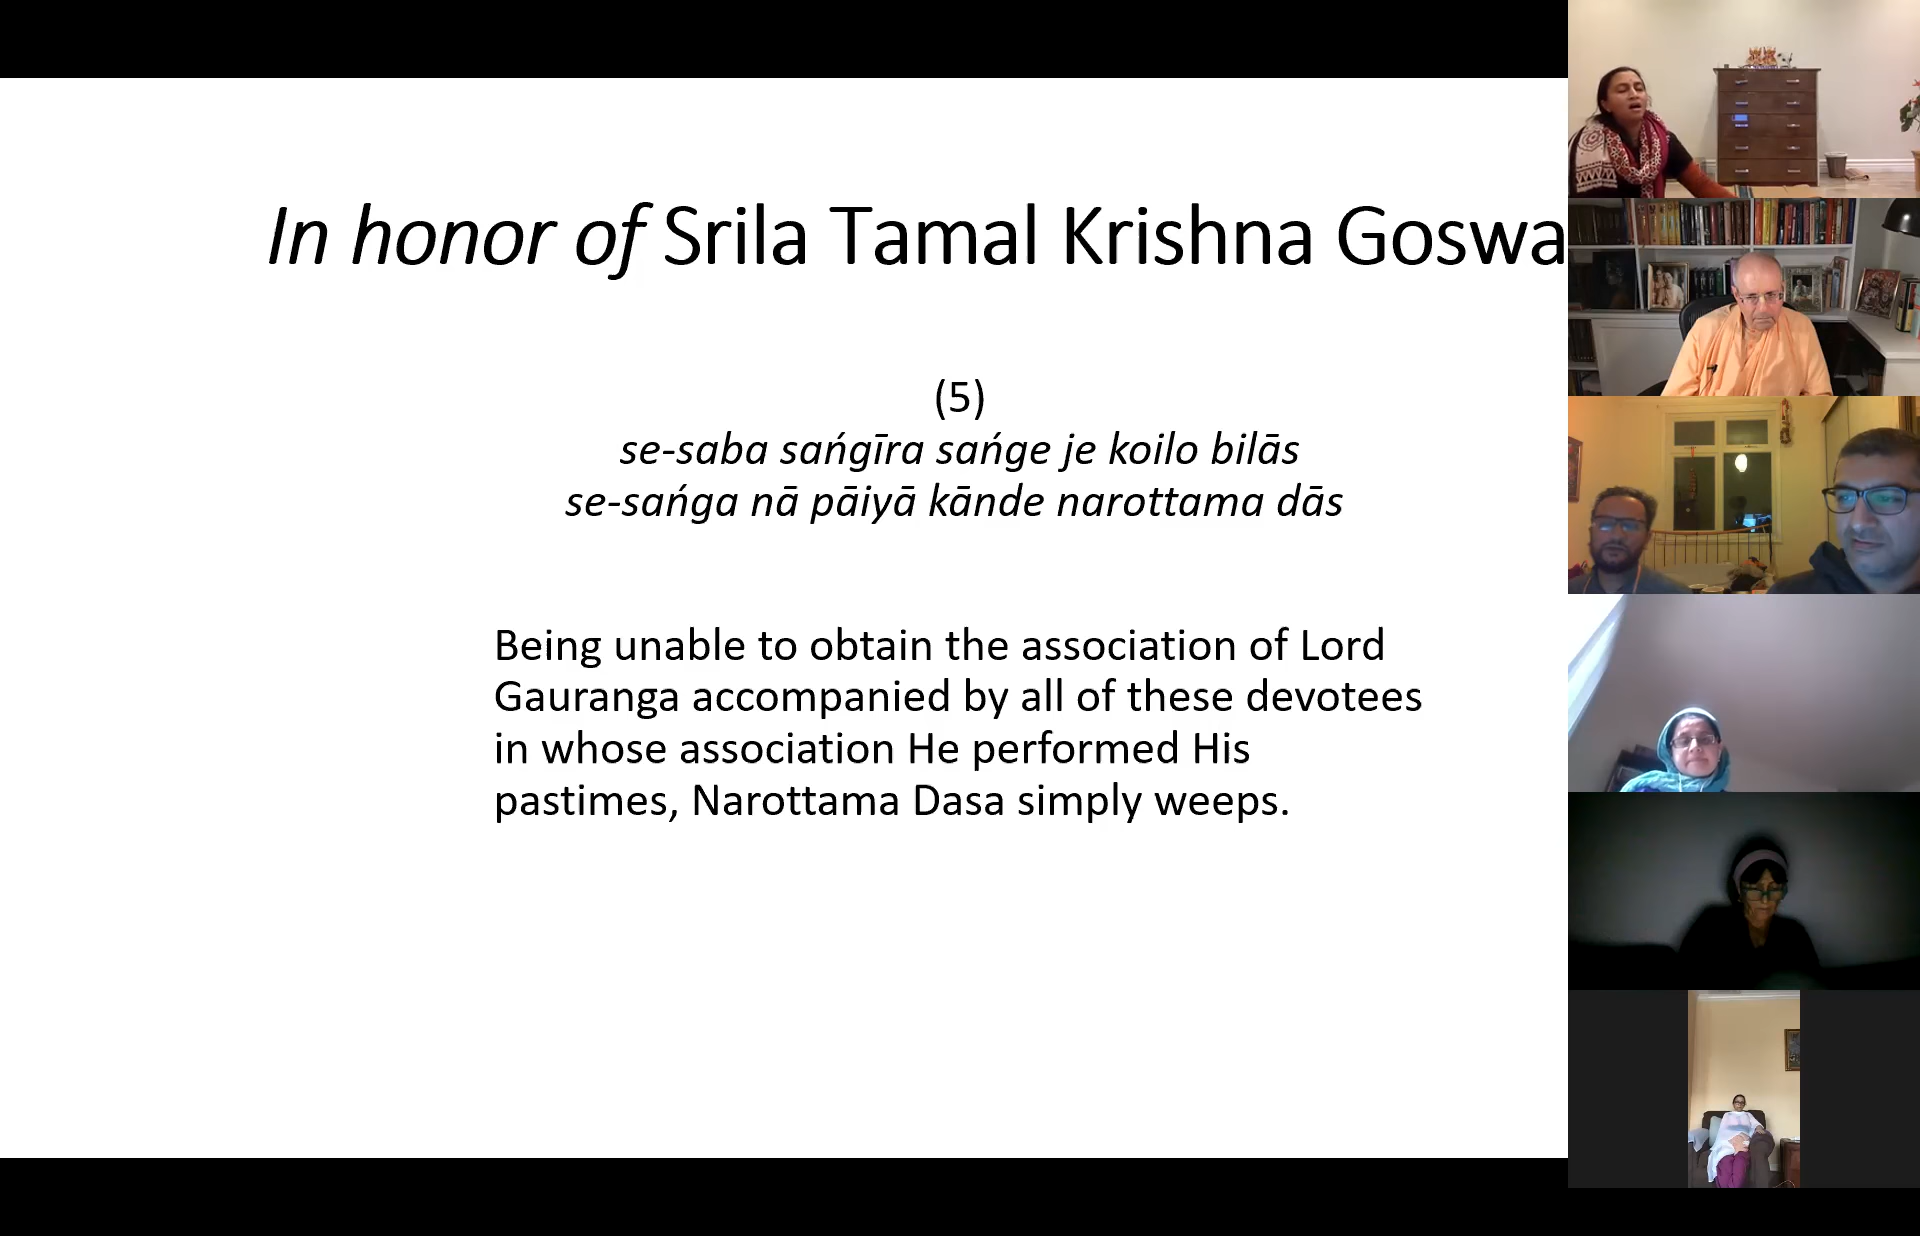 In honor of Srila Tamal Krishna Goswa
(5)
se-saba sańgīra sańge je koilo bilās
se-sańga nā pāiyā kānde narottama dās
Being unable to obtain the association of Lord
Gauranga accompanied by all of these devotees
in whose association He performed His
pastimes, Narottama Dasa simply weeps.